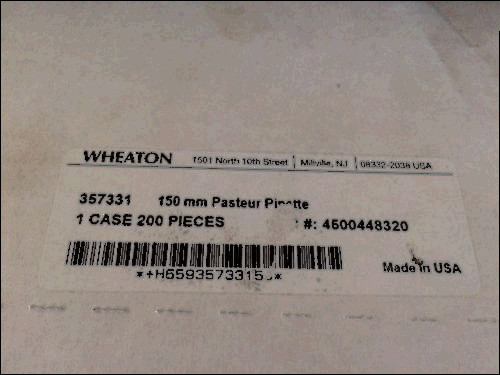 WHEATON 1501 North 10th Street Millville, NJ 08332-2038 USA
357331 150 mm Pasteur Pipette
1 CASE 200 PIECES #: 4500448320
Made in USA